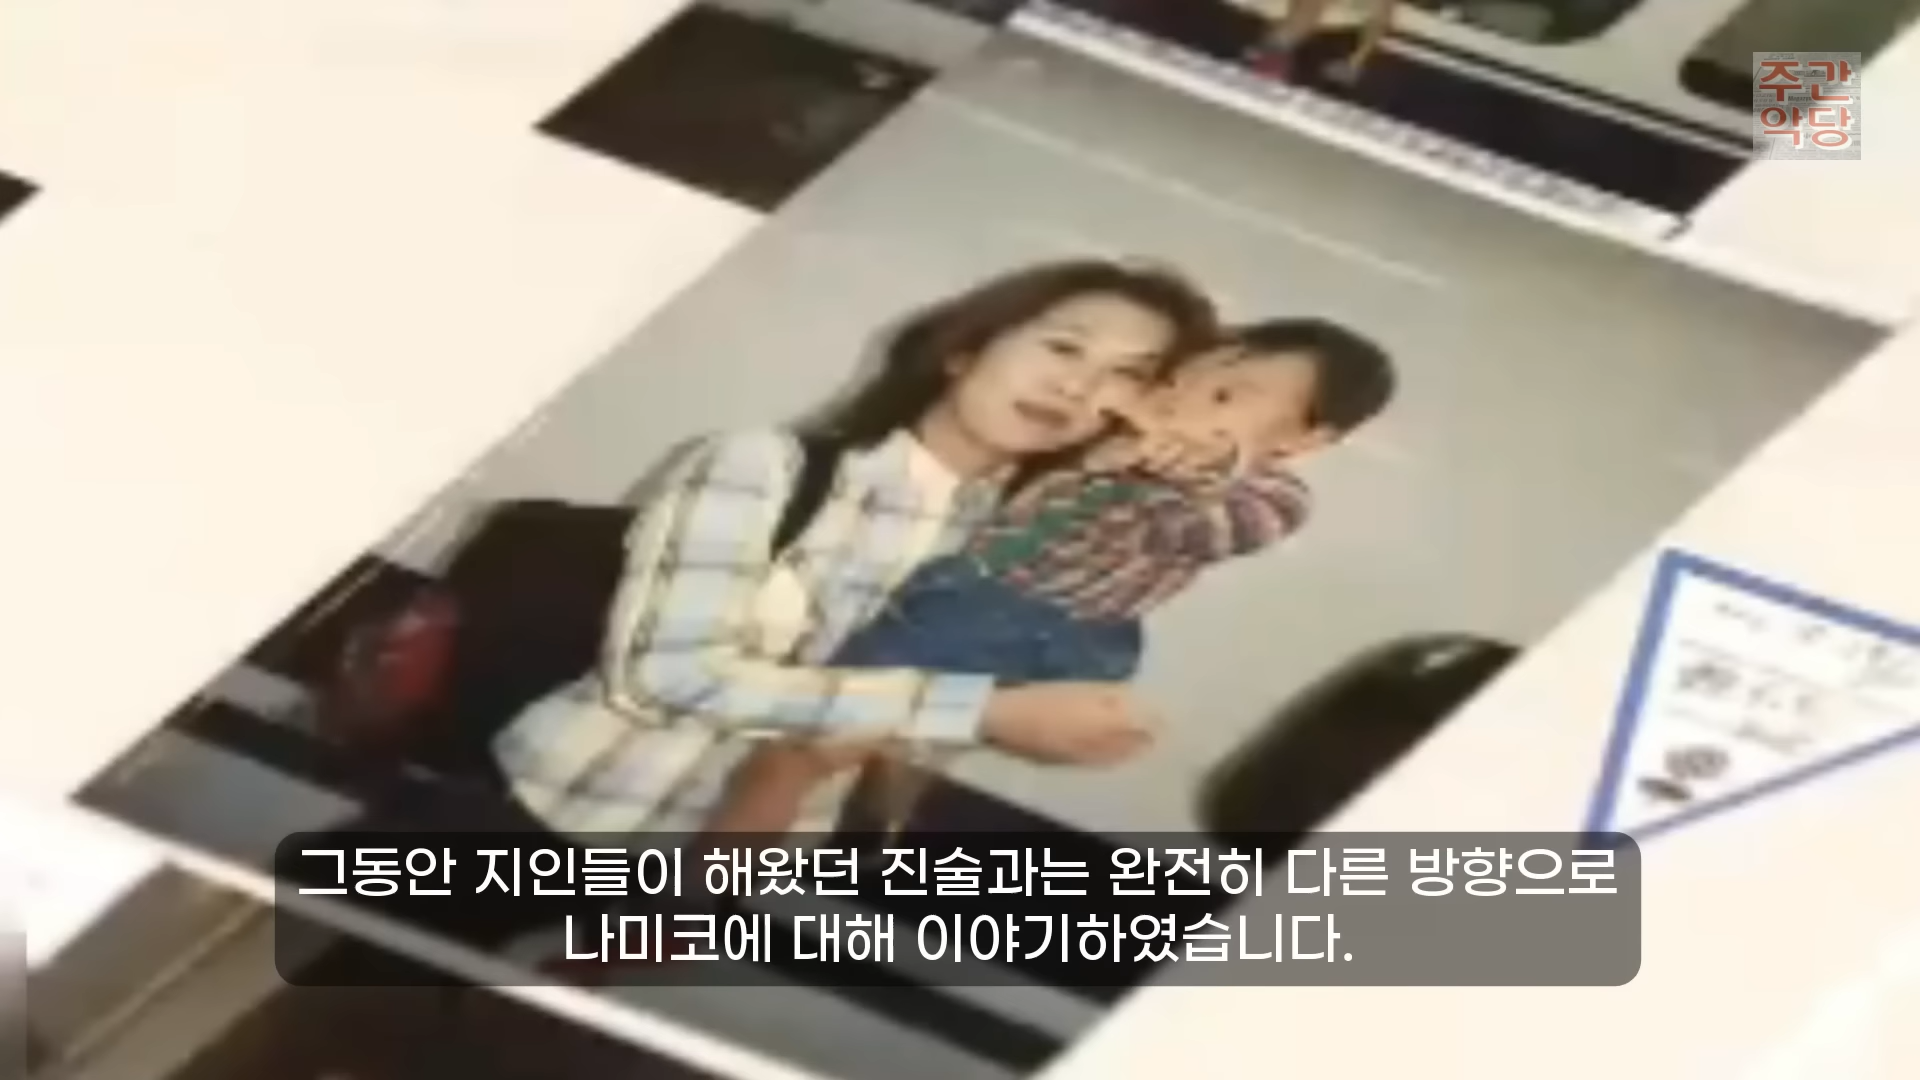 주간
악당
그동안 지인들이 해왔던 진술과는 완전히 다른 방향으로
나미코에 대해 이야기하였습니다.